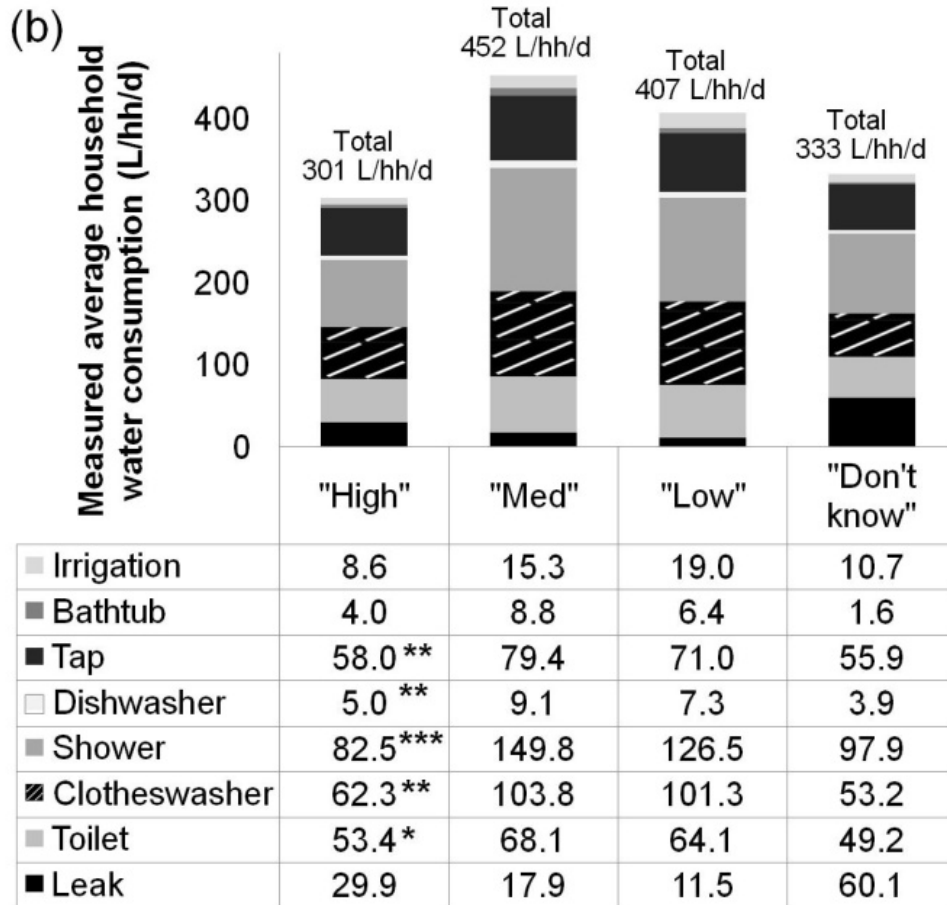 (b)
Measured average household
water consumption (L/hh/d)
400
300
200
100
0
Total
301 L/hh/d
Total
452 L/hh/d
Total
407 L/hh/d
Total
333 L/hh/d
"High" "Med" "Low" "Don't know"
Irrigation 8.6 15.3 19.0 10.7
Bathtub 4.0 8.8 6.4 1.6
Tap 58.0 ** 79.4 71.0 55.9
Dishwasher 5.0 ** 9.1 7.3 3.9
Shower 82.5 *** 149.8 126.5 97.9
Clotheswasher 62.3 ** 103.8 101.3 53.2
Toilet 53.4 * 68.1 64.1 49.2
Leak 29.9 17.9 11.5 60.1